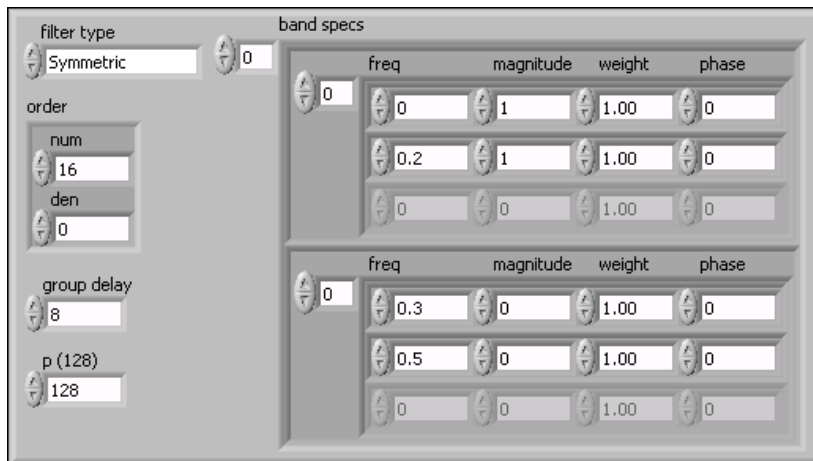 filter type
Symmetric
order
num
16
den
0
group delay
8
p (128)
128
band specs
0
freq magnitude weight phase
0
0 1 1.00 0
0.2 1 1.00 0
0 0 1.00 0
freq magnitude weight phase
0
0.3 0 1.00 0
0.5 0 1.00 0
0 0 1.00 0